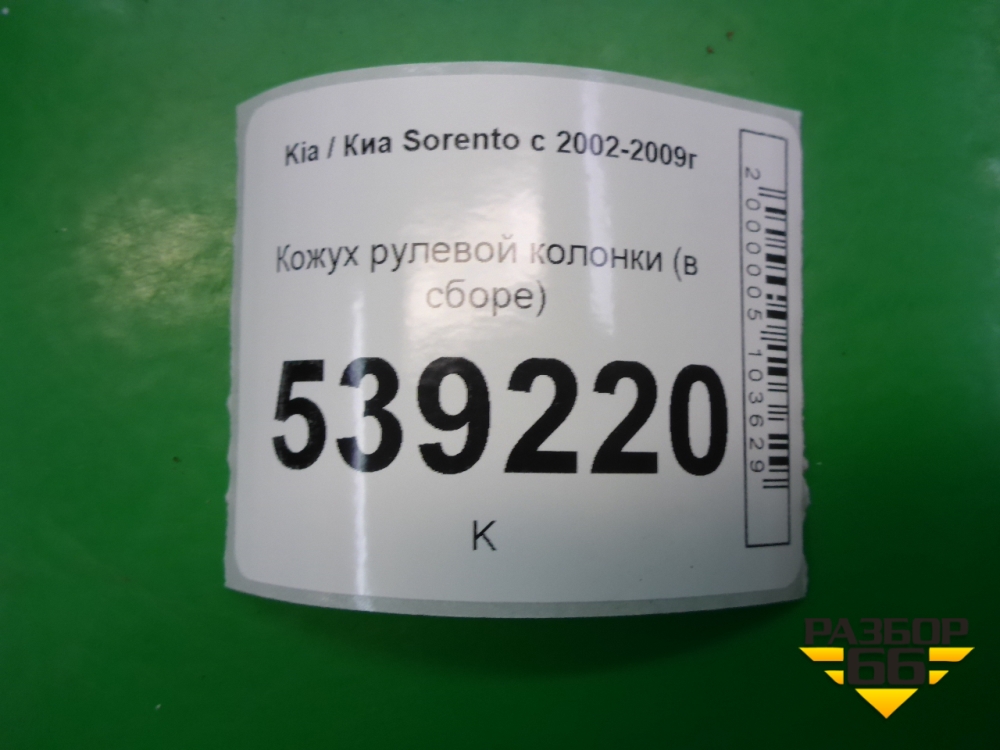 Kia / Киа Sorento с 2002-2009г
Кожух рулевой колонки (в
сборе)
539220
К
2000005103629
РАЗБОР
66